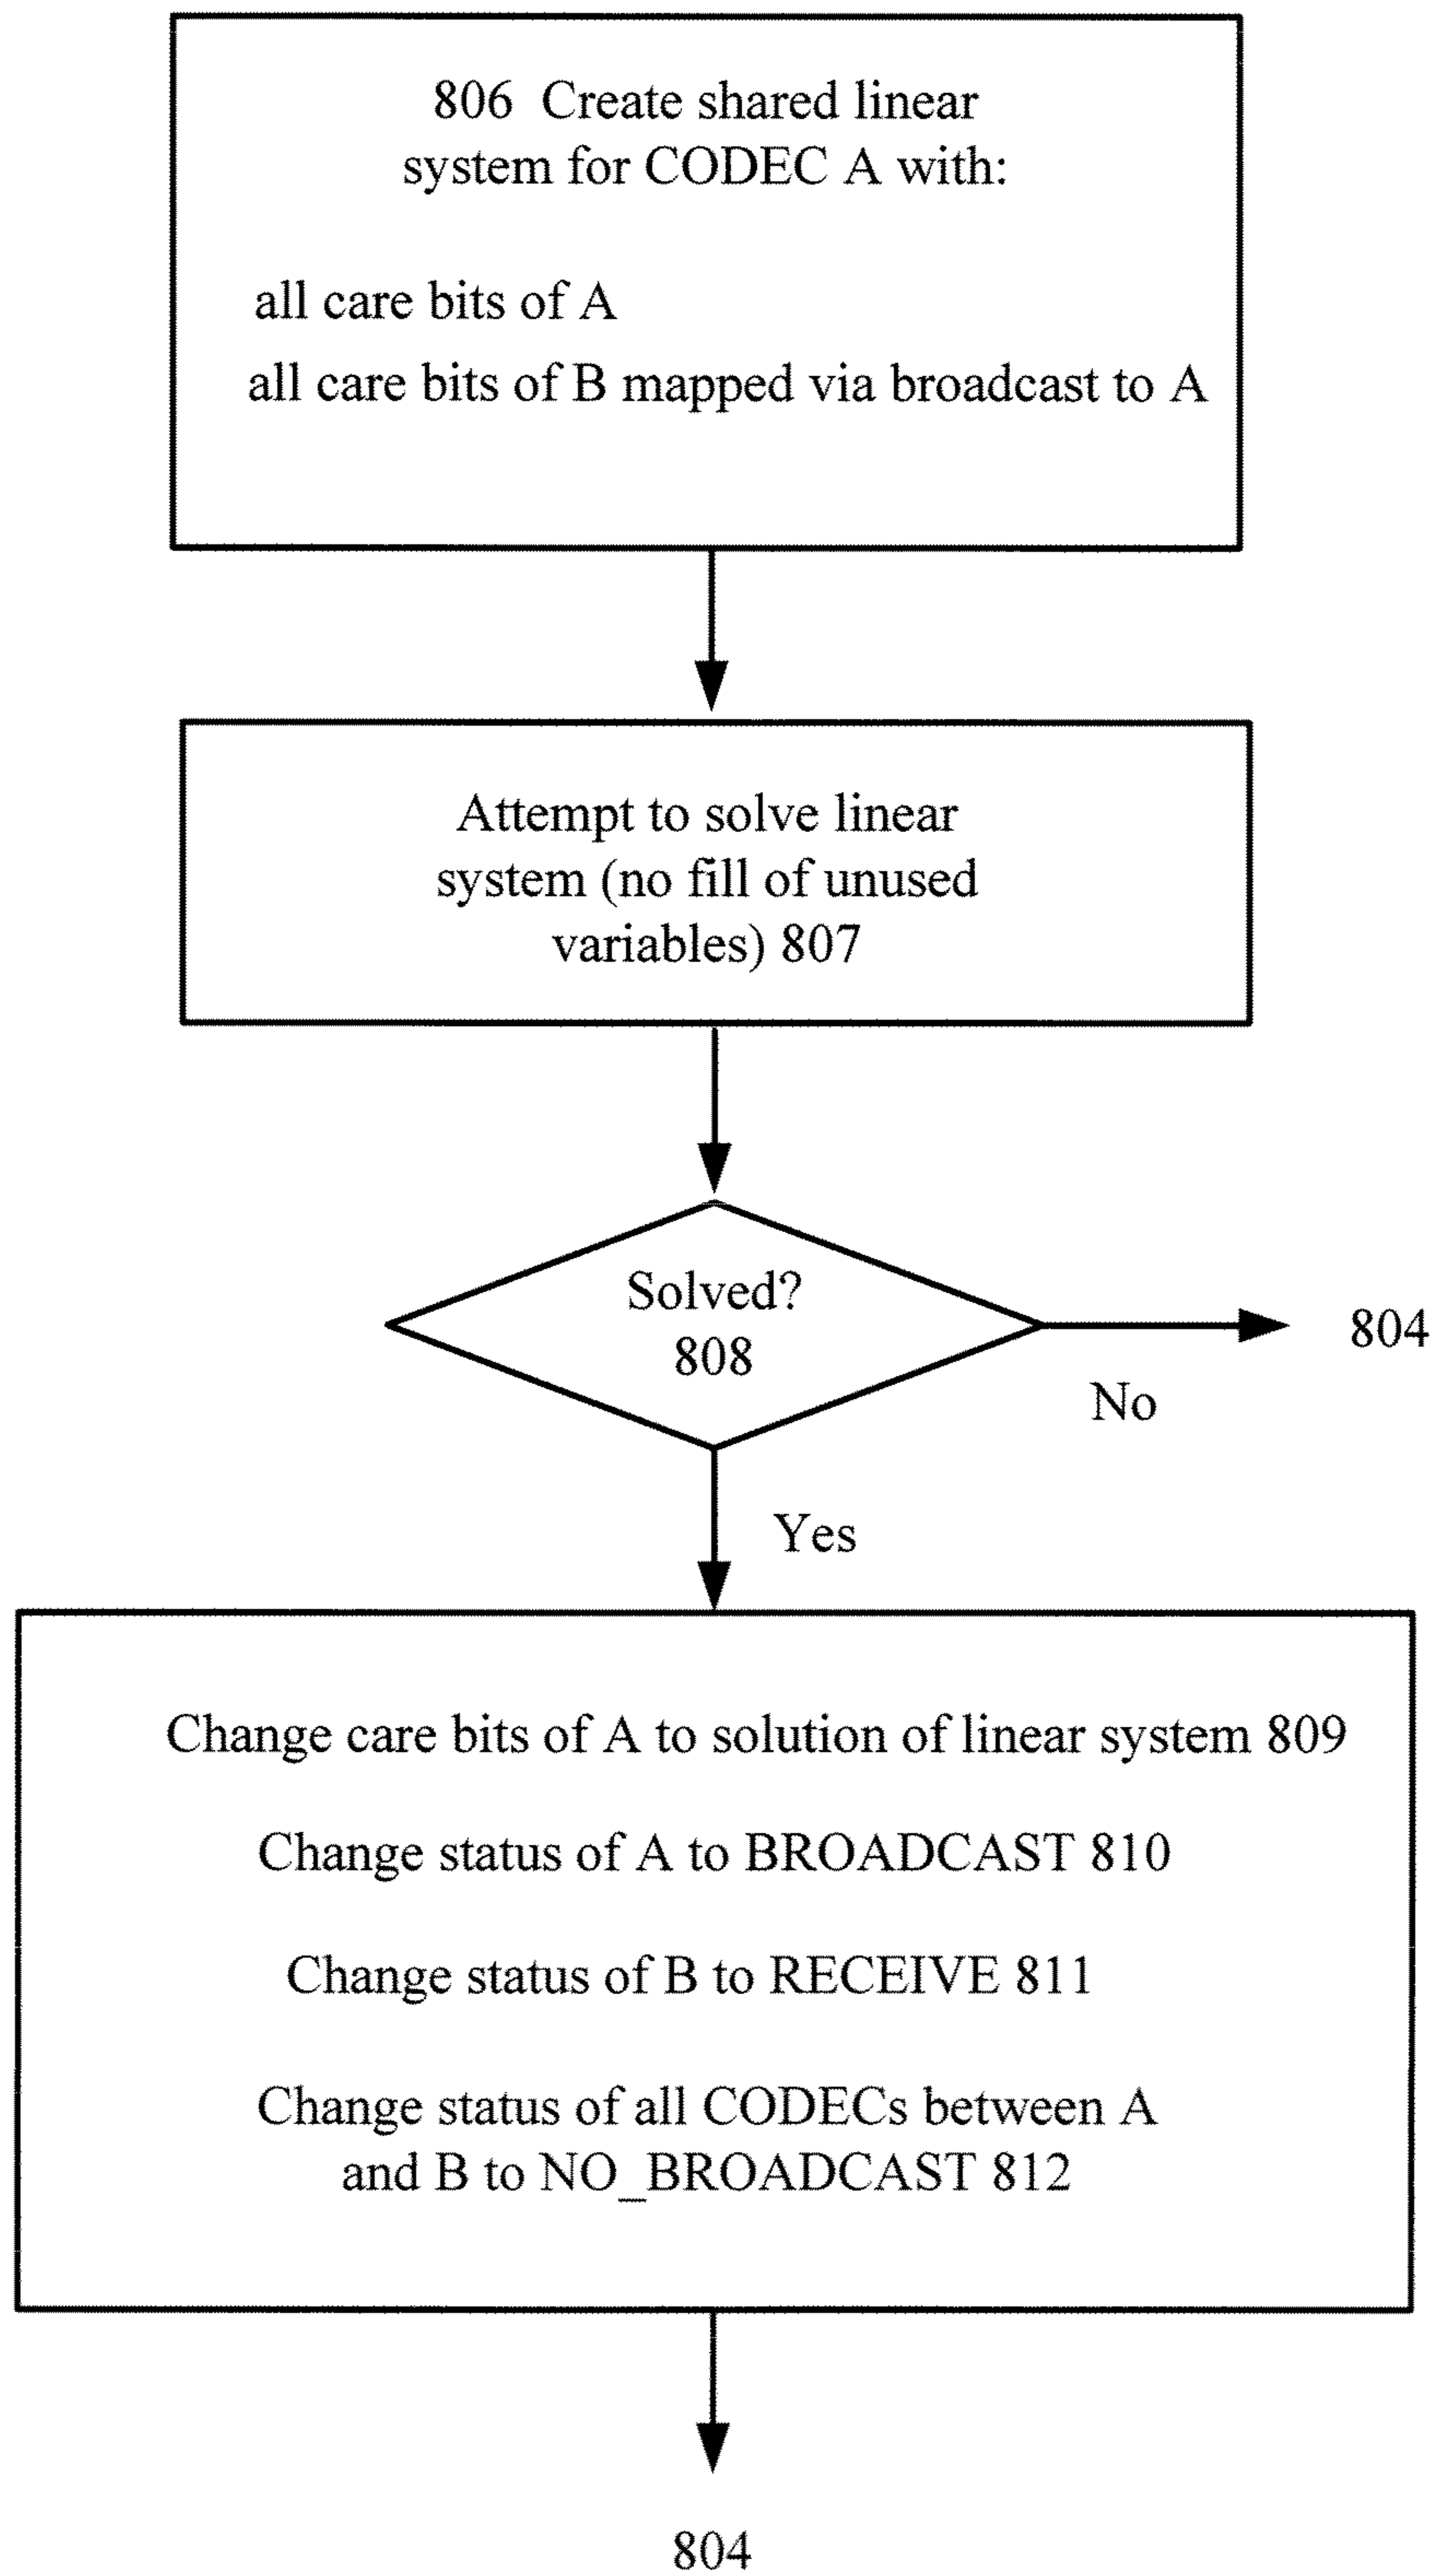 806 Create shared linear
system for CODEC A with:
all care bits of A
all care bits of B mapped via broadcast to A
Attempt to solve linear
system (no fill of unused
variables) 807
Solved?
808
804
No
Yes
Change care bits of A to solution of linear system 809
Change status of A to BROADCAST 810
Change status of B to RECEIVE 811
Change status of all CODECs between A
and B to NO_BROADCAST 812
804